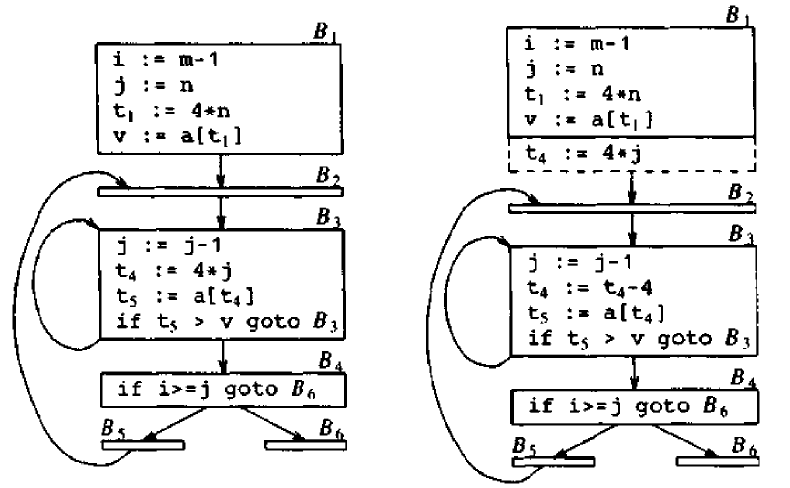 B₁
i := m-1
j := n
t₁ := 4*n
v := a[t₁]
B₂
B₃
j := j-1
t₄ := 4*j
t₅ := a[t₄]
if t₅ > v goto B₃
B₄
if i>=j goto B₆
B₅
B₆
B₁
i := m-1
j := n
t₁ := 4*n
v := a[t₁]
t₄ := 4*j
B₂
B₃
j := j-1
t₄ := t₄-4
t₅ := a[t₄]
if t₅ > v goto B₃
B₄
if i>=j goto B₆
B₅
B₆